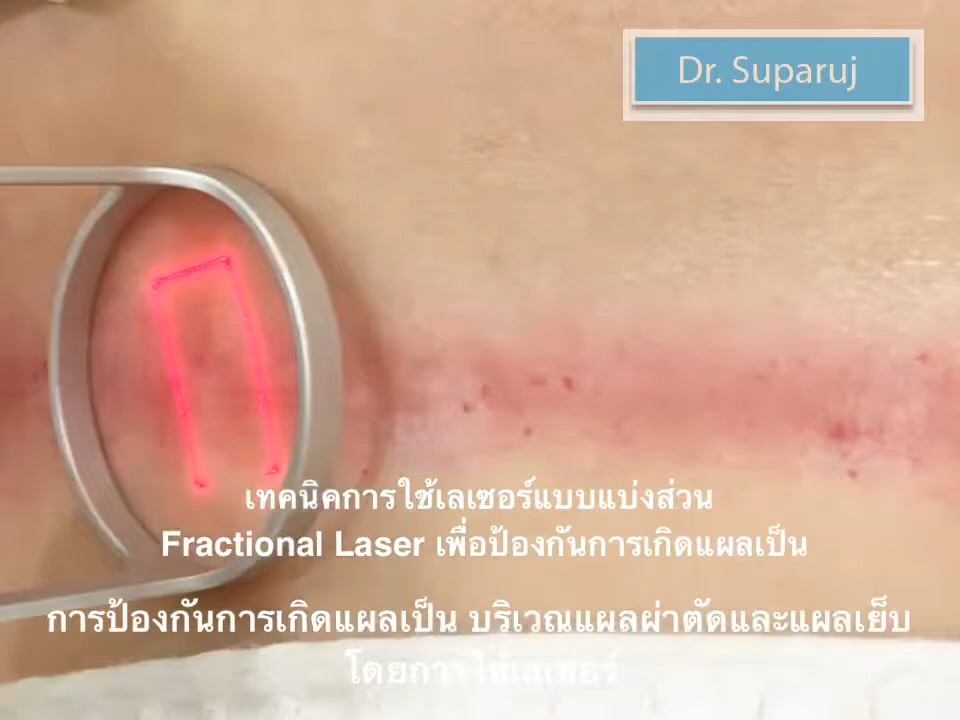 Dr. Suparuj
เทคนิคการใช้เลเซอร์แบบแบ่งส่วน
Fractional Laser เพื่อป้องกันการเกิดแผลเป็น
การป้องกันการเกิดแผลเป็น บริเวณแผลผ่าตัดและแผลเย็บ
โดยการใช้เลเซอร์